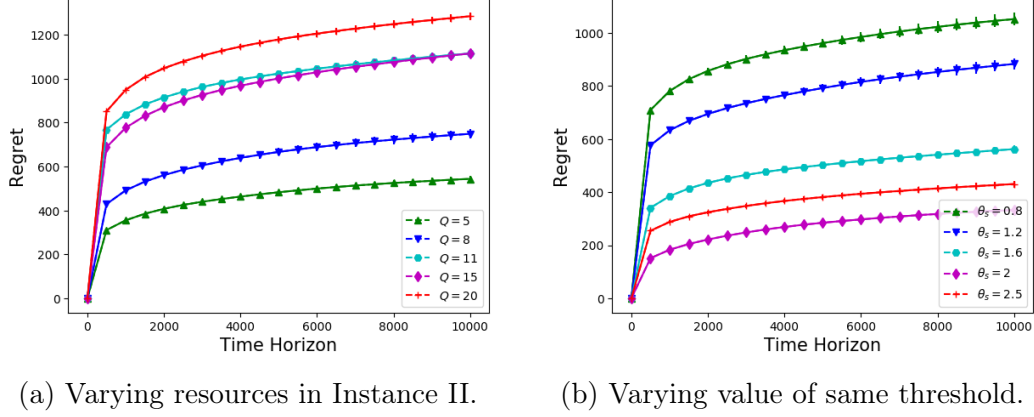 1200
1000
800
600
400
200
0
Regret
Q = 5
Q = 8
Q = 11
Q = 15
Q = 20
0 2000 4000 6000 8000 10000
Time Horizon
(a) Varying resources in Instance II.
1000
800
600
400
200
0
Regret
θs = 0.8
θs = 1.2
θs = 1.6
θs = 2
θs = 2.5
0 2000 4000 6000 8000 10000
Time Horizon
(b) Varying value of same threshold.